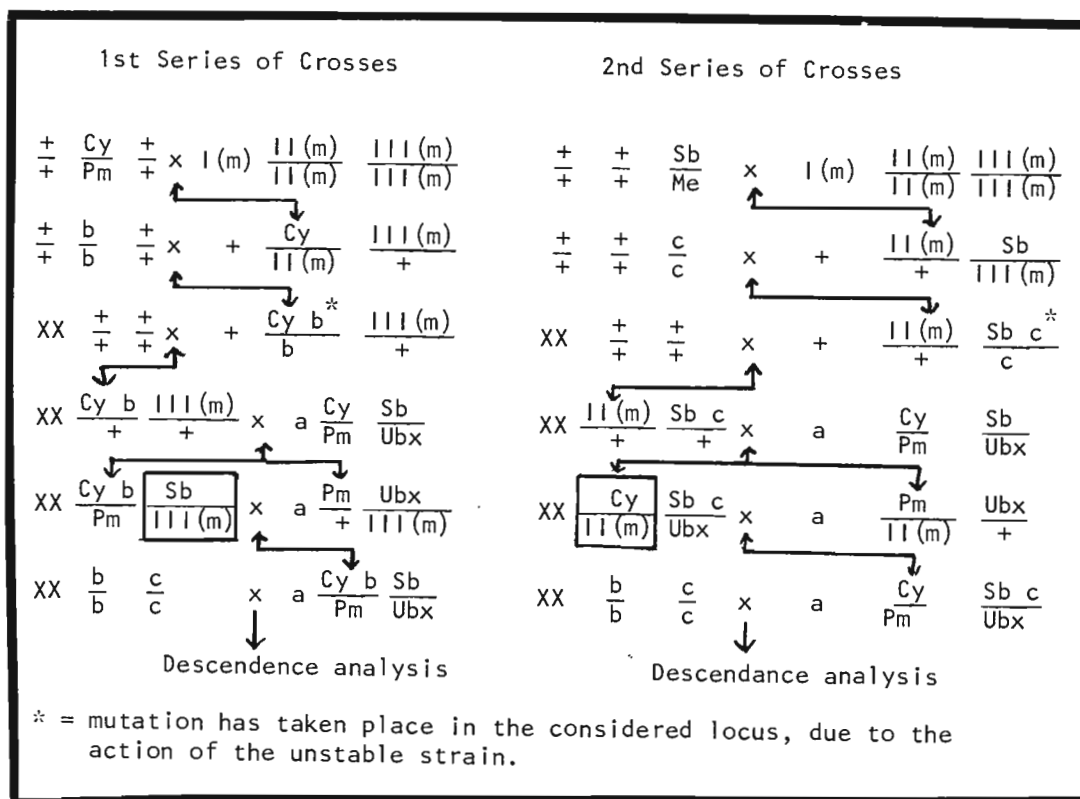 1st Series of Crosses
+/+ Cy/Pm +/+ x I(m) II(m)/II(m) III(m)/III(m)
+/+ b/b +/+ x + Cy/II(m) III(m)/+
XX +/+ +/+ x + Cy b*/b III(m)/+
XX Cy b/+ III(m)/+ x a Cy/Pm Sb/Ubx
XX Cy b/Pm Sb/III(m) x a Pm/+ Ubx/III(m)
XX b/b c/c x a Cy b/Pm Sb/Ubx
Descendence analysis
2nd Series of Crosses
+/+ +/+ Sb/Me x I(m) II(m)/II(m) III(m)/III(m)
+/+ +/+ c/c x + II(m)/+ Sb/III(m)
XX +/+ +/+ x + II(m)/+ Sb c*/c
XX II(m)/+ Sb c/+ x a Cy/Pm Sb/Ubx
XX Cy/II(m) Sb c/Ubx x a Pm/II(m) Ubx/+
XX b/b c/c x a Cy/Pm Sb c/Ubx
Descendance analysis
* = mutation has taken place in the considered locus, due to the
action of the unstable strain.